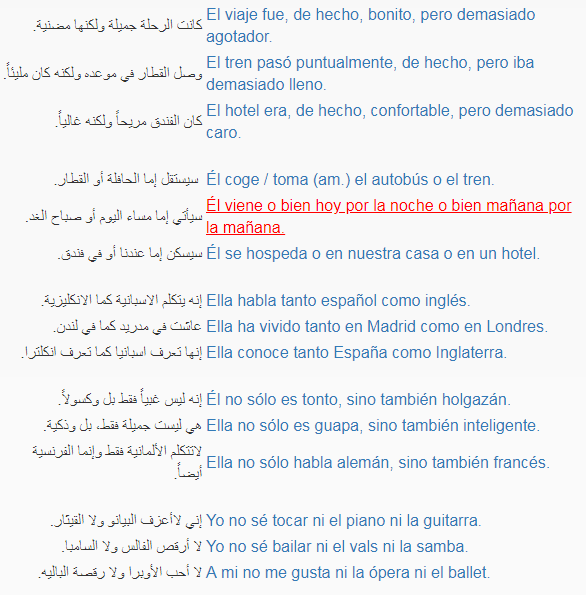 كانت الرحلة جميلة ولكنها مضنية. El viaje fue, de hecho, bonito, pero demasiado
agotador.
وصل القطار في موعده ولكنه كان مليئاً. El tren pasó puntualmente, de hecho, pero iba
demasiado lleno.
كان الفندق مريحاً ولكنه غالياً. El hotel era, de hecho, confortable, pero demasiado
caro.
سيستقل إما الحافلة أو القطار. Él coge / toma (am.) el autobús o el tren.
سيأتي إما مساء اليوم أو صباح الغد. Él viene o bien hoy por la noche o bien mañana por
la mañana.
سيسكن إما عندنا أو في فندق. Él se hospeda o en nuestra casa o en un hotel.
إنه يتكلم الاسبانية كما الانكليزية. Ella habla tanto español como inglés.
عاشت في مدريد كما في لندن. Ella ha vivido tanto en Madrid como en Londres.
إنها تعرف اسبانيا كما تعرف انكلترا. Ella conoce tanto España como Inglaterra.
إنه ليس غبياً فقط بل وكسولاً. Él no sólo es tonto, sino también holgazán.
هي ليست جميلة فقط، بل وذكية. Ella no sólo es guapa, sino también inteligente.
لاتتكلم الألمانية فقط وإنما الفرنسية
أيضاً. Ella no sólo habla alemán, sino también francés.
إني لاأعزف البيانو ولا القيثار. Yo no sé tocar ni el piano ni la guitarra.
لا أرقص الفالس ولا السامبا. Yo no sé bailar ni el vals ni la samba.
لا أحب الأوبرا ولا رقصة الباليه. A mi no me gusta ni la ópera ni el ballet.